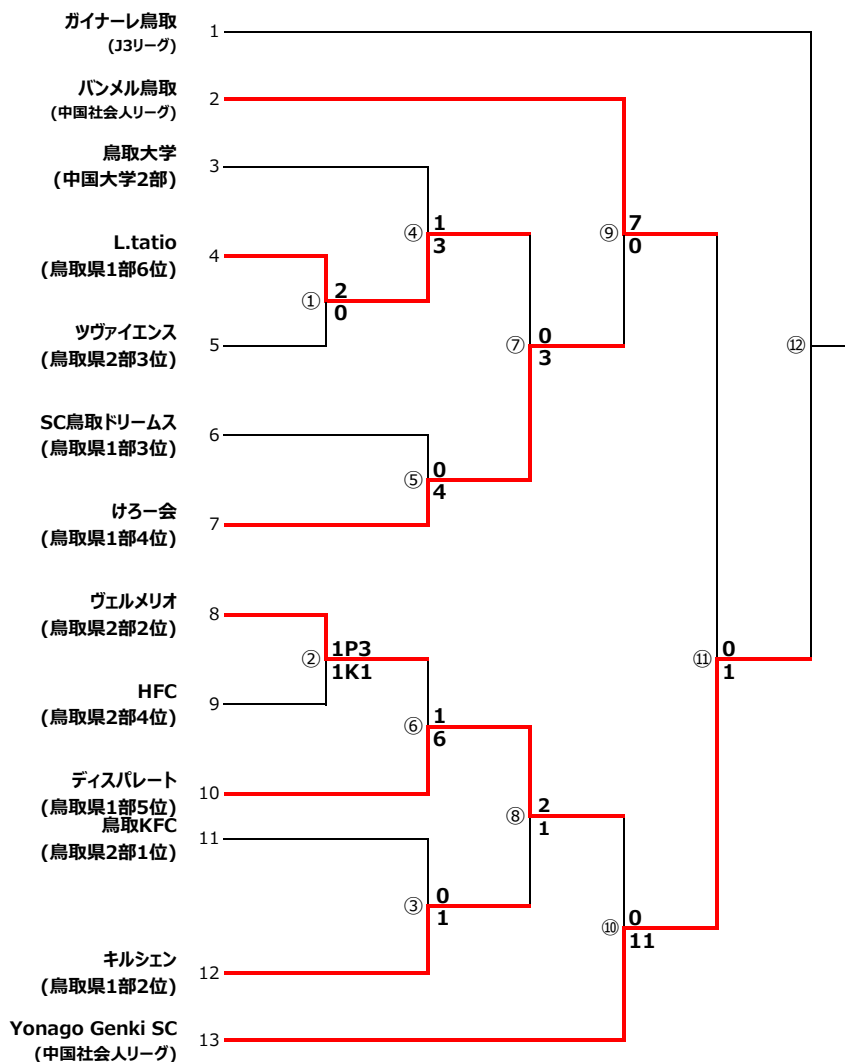 ガイナーレ鳥取
(J3リーグ)
1
バンメル鳥取
(中国社会人リーグ)
2
鳥取大学
(中国大学2部)
3
L.tatio
(鳥取県1部6位)
4
ツヴァイエンス
(鳥取県2部3位)
5
SC鳥取ドリームス
(鳥取県1部3位)
6
けろー会
(鳥取県1部4位)
7
ヴェルメリオ
(鳥取県2部2位)
8
HFC
(鳥取県2部4位)
9
ディスパレート
(鳥取県1部5位)
10
鳥取KFC
(鳥取県2部1位)
11
キルシェン
(鳥取県1部2位)
12
Yonago Genki SC
(中国社会人リーグ)
13
①
2
0
②
1P3
1K1
③
0
1
④
1
3
⑤
0
4
⑥
1
6
⑦
0
3
⑧
2
1
⑨
7
0
⑩
0
11
⑪
0
1
⑫